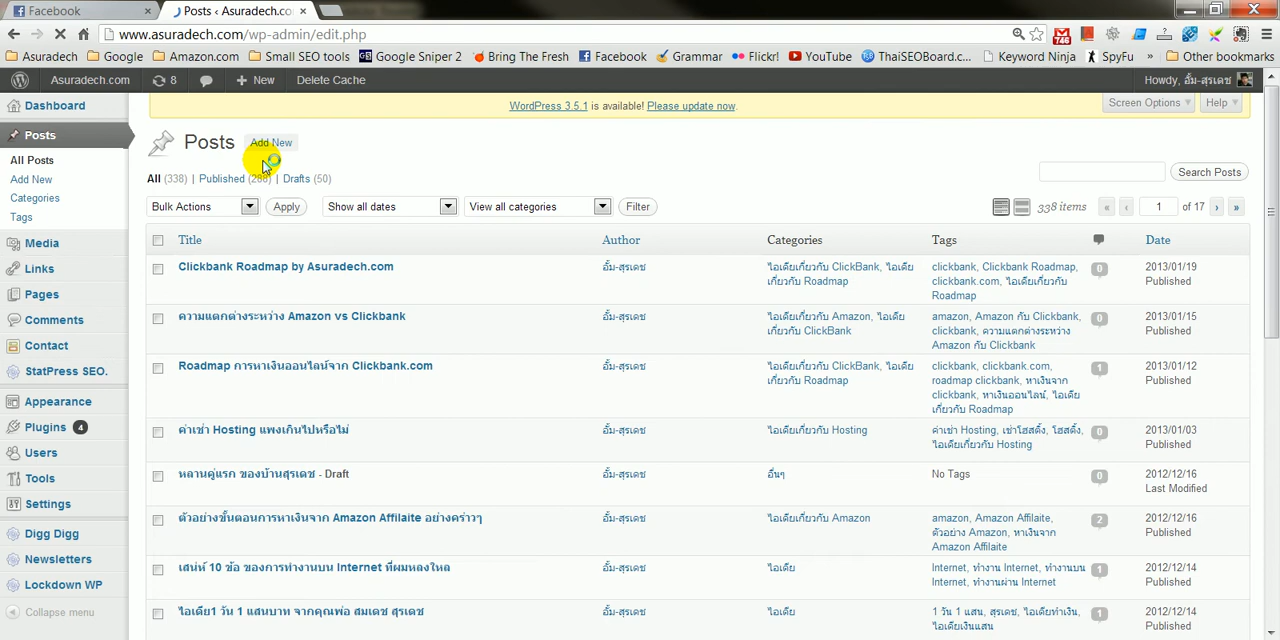 Facebook × Posts ‹ Asuradech.co ×
www.asuradech.com/wp-admin/edit.php
Asuradech Google Amazon.com Small SEO tools Google Sniper 2 Bring The Fresh Facebook Grammar Flickr! YouTube ThaiSEOBoard.c... Keyword Ninja SpyFu » Other bookmarks
Asuradech.com 8 + New Delete Cache Howdy, อั้ม-สุรเดช
Dashboard
Posts
All Posts
Add New
Categories
Tags
Media
Links
Pages
Comments
Contact
StatPress SEO.
Appearance
Plugins 4
Users
Tools
Settings
Digg Digg
Newsletters
Lockdown WP
Collapse menu
WordPress 3.5.1 is available! Please update now.
Screen Options Help
Posts Add New
All (338) | Published (288) | Drafts (50)
Search Posts
Bulk Actions Apply Show all dates View all categories Filter 338 items « ‹ 1 of 17 › »
Title Author Categories Tags Date
Clickbank Roadmap by Asuradech.com อั้ม-สุรเดช ไอเดียเกี่ยวกับ ClickBank, ไอเดีย clickbank, Clickbank Roadmap, 0 2013/01/19
เกี่ยวกับ Roadmap clickbank.com, ไอเดียเกี่ยวกับ Published
Roadmap
ความแตกต่างระหว่าง Amazon vs Clickbank อั้ม-สุรเดช ไอเดียเกี่ยวกับ Amazon, ไอเดีย amazon, Amazon กับ Clickbank, 0 2013/01/15
เกี่ยวกับ ClickBank clickbank, ความแตกต่างระหว่าง Published
Amazon กับ Clickbank
Roadmap การหาเงินออนไลน์จาก Clickbank.com อั้ม-สุรเดช ไอเดียเกี่ยวกับ ClickBank, ไอเดีย clickbank, clickbank.com, 1 2013/01/12
เกี่ยวกับ Roadmap roadmap clickbank, หาเงินจาก Published
clickbank, หาเงินออนไลน์, ไอเดีย
เกี่ยวกับ Roadmap
ค่าเช่า Hosting แพงเกินไปหรือไม่ อั้ม-สุรเดช ไอเดียเกี่ยวกับ Hosting ค่าเช่า Hosting, เช่าโฮสติ้ง, โฮสติ้ง, 0 2013/01/03
ไอเดียเกี่ยวกับ Hosting Published
หลานคู่แรก ของบ้านสุรเดช - Draft อั้ม-สุรเดช อื่นๆ No Tags 0 2012/12/16
Last Modified
ตัวอย่างขั้นตอนการหาเงินจาก Amazon Affilaite อย่างคร่าวๆ อั้ม-สุรเดช ไอเดียเกี่ยวกับ Amazon amazon, Amazon Affilaite, 2 2012/12/16
ตัวอย่าง Amazon, หาเงินจาก Published
Amazon Affilaite
เสน่ห์ 10 ข้อ ของการทำงานบน Internet ที่ผมหลงใหล อั้ม-สุรเดช ไอเดีย Internet, ทำงาน Internet, ทำงานบน 1 2012/12/14
Internet, ทำงานผ่าน Internet Published
ไอเดีย1 วัน 1 แสนบาท จากคุณพ่อ สมเดช สุรเดช อั้ม-สุรเดช ไอเดีย 1 วัน 1 แสน, สุรเดช, ไอเดียทำเงิน, 1 2012/12/14
ไอเดียเงินแสน Published